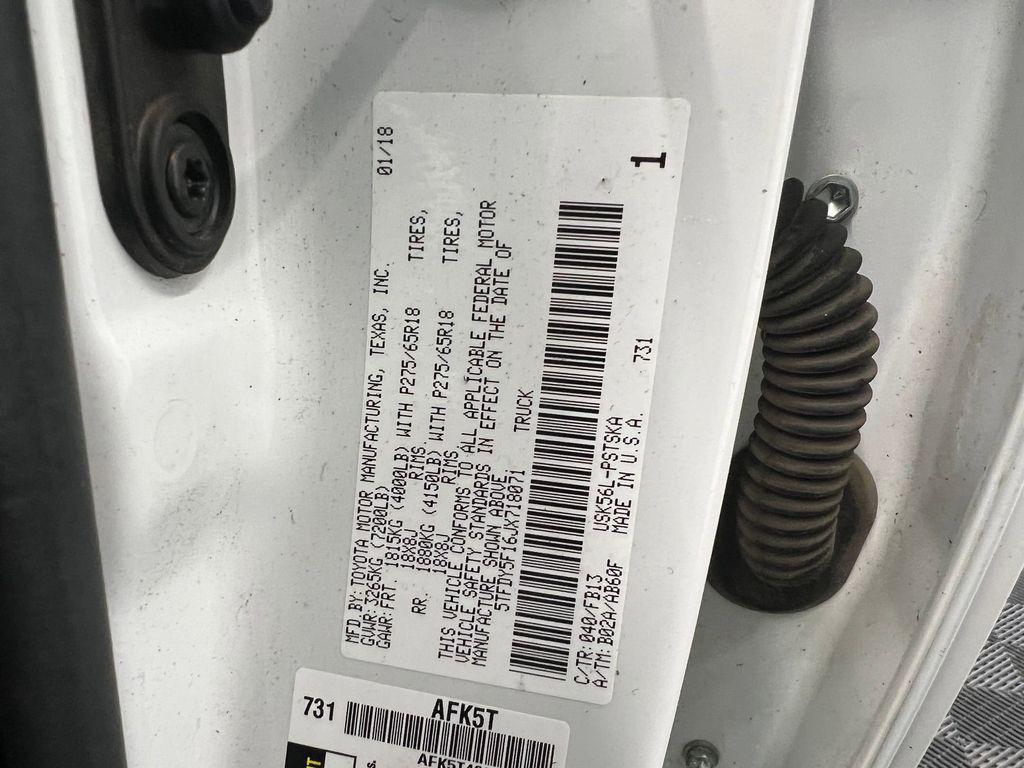 MFD.BY:TOYOTA MOTOR MANUFACTURING, TEXAS, INC. 01/18
GVWR:3265KG (7200LB)
GAWR:FRT. 1815KG (4000LB) WITH P275/65R18 TIRES,
18X8J RIMS
RR. 1880KG (4150LB) WITH P275/65R18 TIRES,
18X8J RIMS
THIS VEHICLE CONFORMS TO ALL APPLICABLE FEDERAL MOTOR
VEHICLE SAFETY STANDARDS IN EFFECT ON THE DATE OF
MANUFACTURE SHOWN ABOVE
5TFDY5F16JX71807i TRUCK
C/TR:040/FB13 USK56L-PSTSKA 1
A/TM:B02A/AB60F MADE IN U.S.A. 731
731 AFK5T